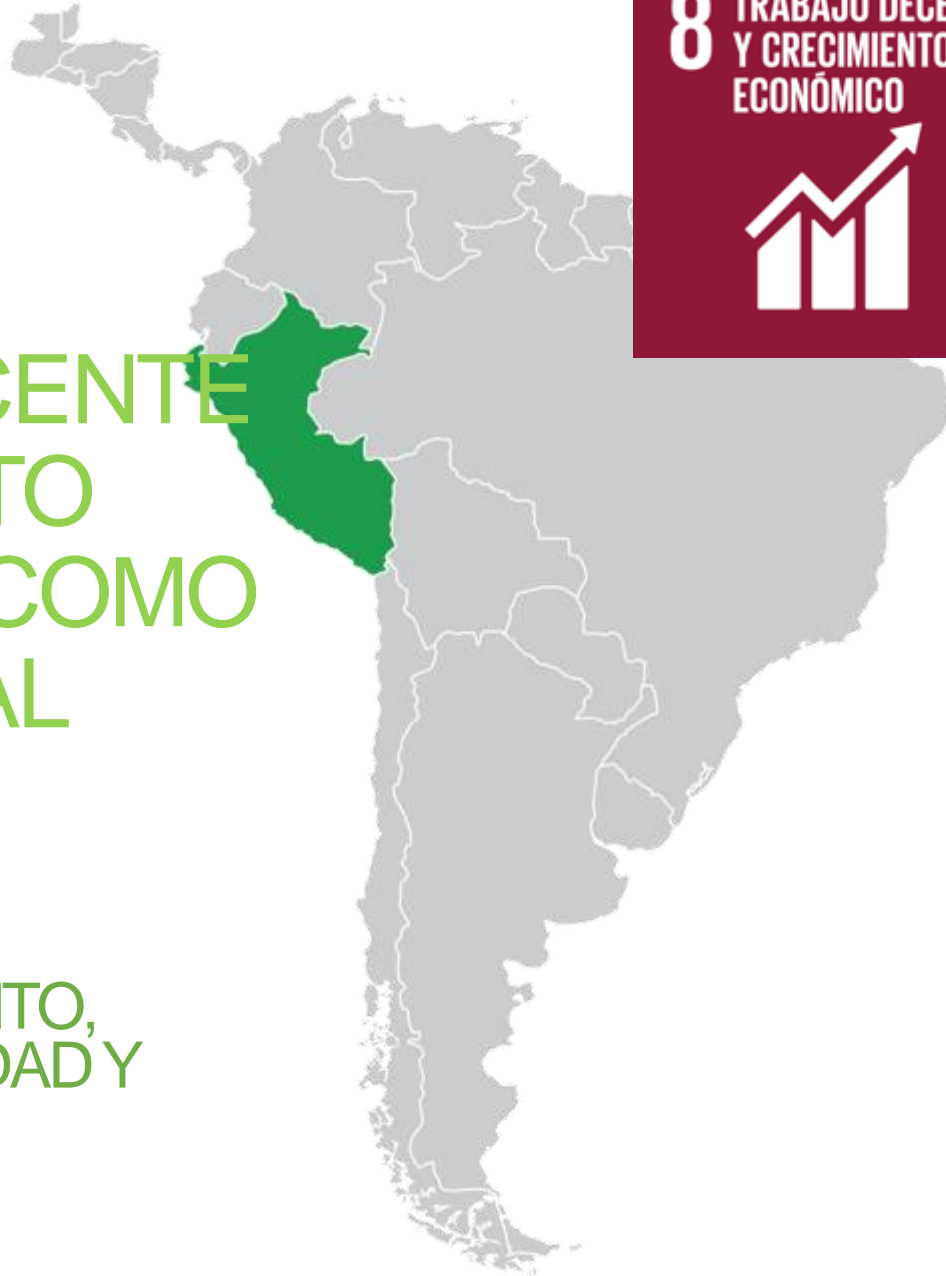 8 TRABAJO DECE
Y CRECIMIENTO
ECONÓMICO
CENTE
TO
COMO
AL
ITO,
DAD Y